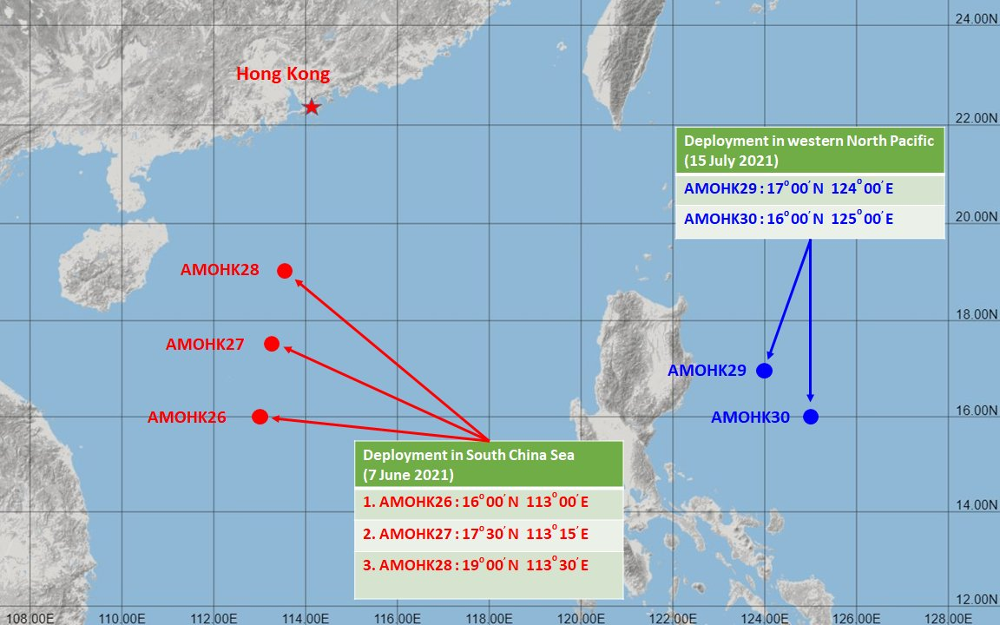 24.00N
Hong Kong
22.00N
Deployment in western North Pacific
(15 July 2021)
AMOHK29 : 17°00′ N 124°00′ E
AMOHK30 : 16°00′ N 125°00′ E
20.00N
AMOHK28
18.00N
AMOHK27
AMOHK29
AMOHK26
AMOHK30
16.00N
Deployment in South China Sea
(7 June 2021)
1. AMOHK26 : 16°00′ N 113°00′ E
2. AMOHK27 : 17°30′ N 113°15′ E
3. AMOHK28 : 19°00′ N 113°30′ E
14.00N
12.00N
108.00E 110.00E 112.00E 114.00E 116.00E 118.00E 120.00E 122.00E 124.00E 126.00E 128.00E